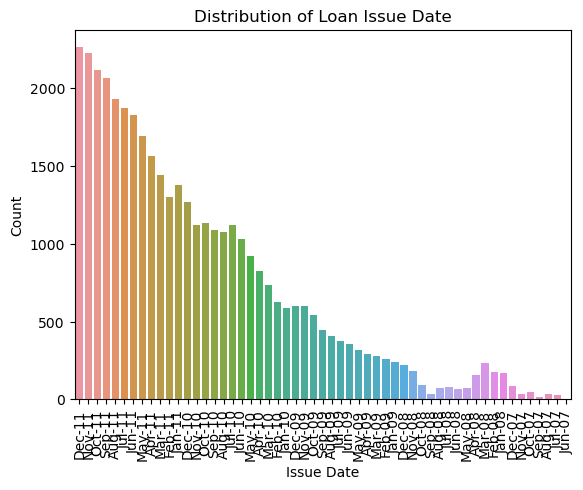 Distribution of Loan Issue Date
Count
2000
1500
1000
500
0
Dec-11
Nov-11
Oct-11
Sep-11
Aug-11
Jul-11
Jun-11
May-11
Apr-11
Mar-11
Feb-11
Jan-11
Dec-10
Nov-10
Oct-10
Sep-10
Aug-10
Jul-10
Jun-10
May-10
Apr-10
Mar-10
Feb-10
Jan-10
Dec-09
Nov-09
Oct-09
Sep-09
Aug-09
Jul-09
Jun-09
May-09
Apr-09
Mar-09
Feb-09
Jan-09
Dec-08
Nov-08
Oct-08
Sep-08
Aug-08
Jul-08
Jun-08
May-08
Apr-08
Mar-08
Feb-08
Jan-08
Dec-07
Nov-07
Oct-07
Sep-07
Aug-07
Jul-07
Jun-07
Issue Date